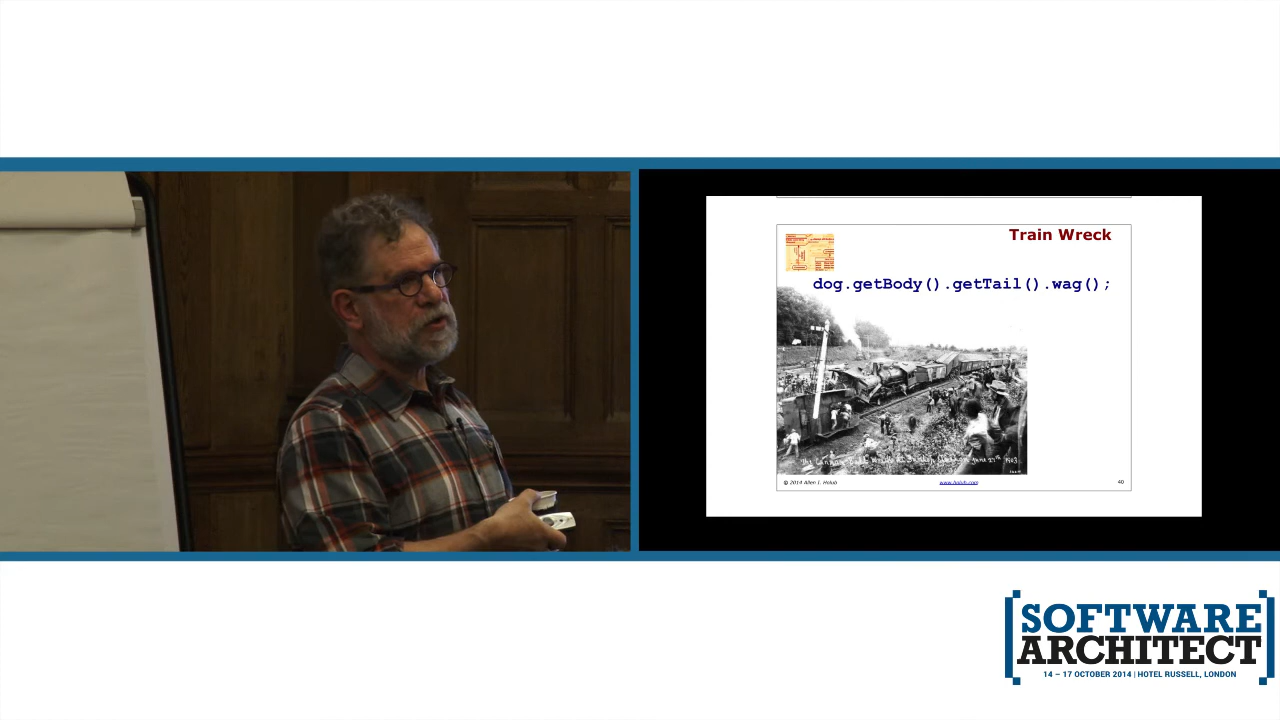 Train Wreck
dog.getBody().getTail().wag();
© 2014 Allen I. Holub
www.holub.com
40
SOFTWARE
ARCHITECT
14 – 17 OCTOBER 2014 | HOTEL RUSSELL, LONDON